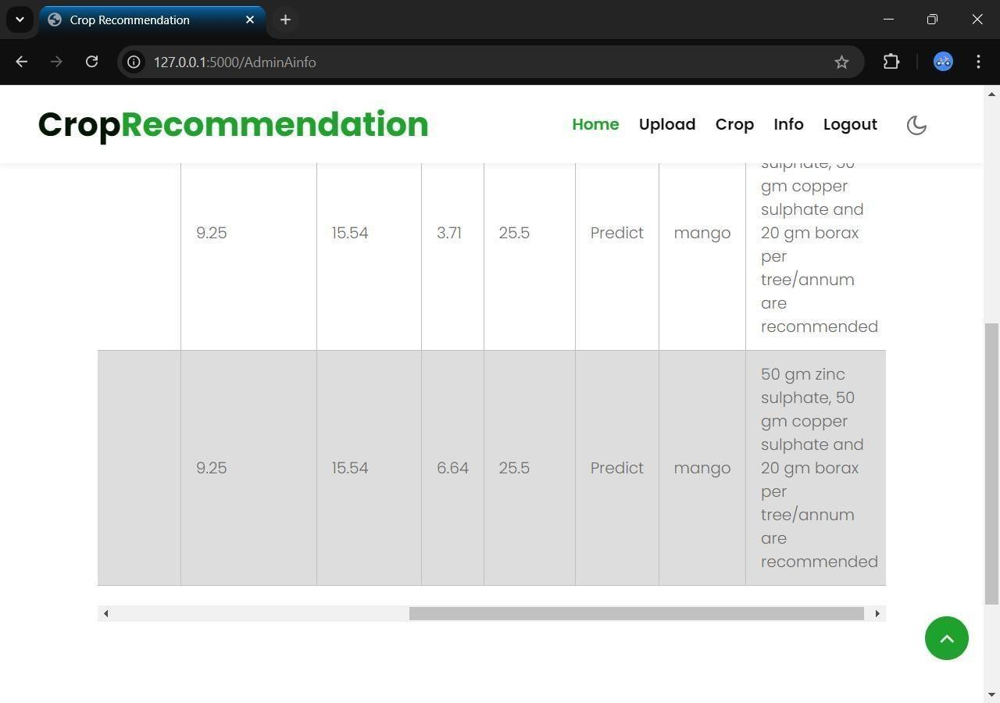 Crop Recommendation
127.0.0.1:5000/AdminAinfo
CropRecommendation
Home Upload Crop Info Logout
sulphate, 50
gm copper
sulphate and
9.25 15.54 3.71 25.5 Predict mango 20 gm borax
per
tree/annum
are
recommended
50 gm zinc
sulphate, 50
gm copper
sulphate and
9.25 15.54 6.64 25.5 Predict mango 20 gm borax
per
tree/annum
are
recommended